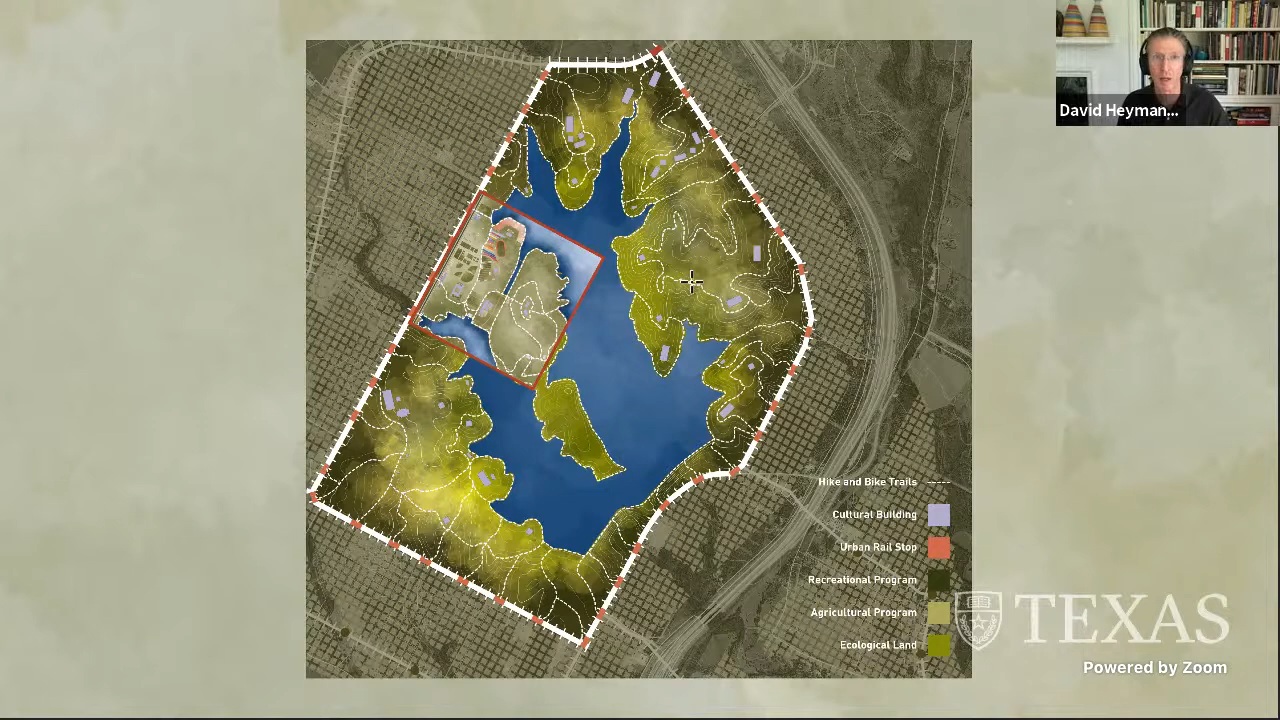 David Heyman...
Hike and Bike Trails
Cultural Building
Urban Rail Stop
Recreational Program
Agricultural Program
Ecological Land
TEXAS
Powered by Zoom